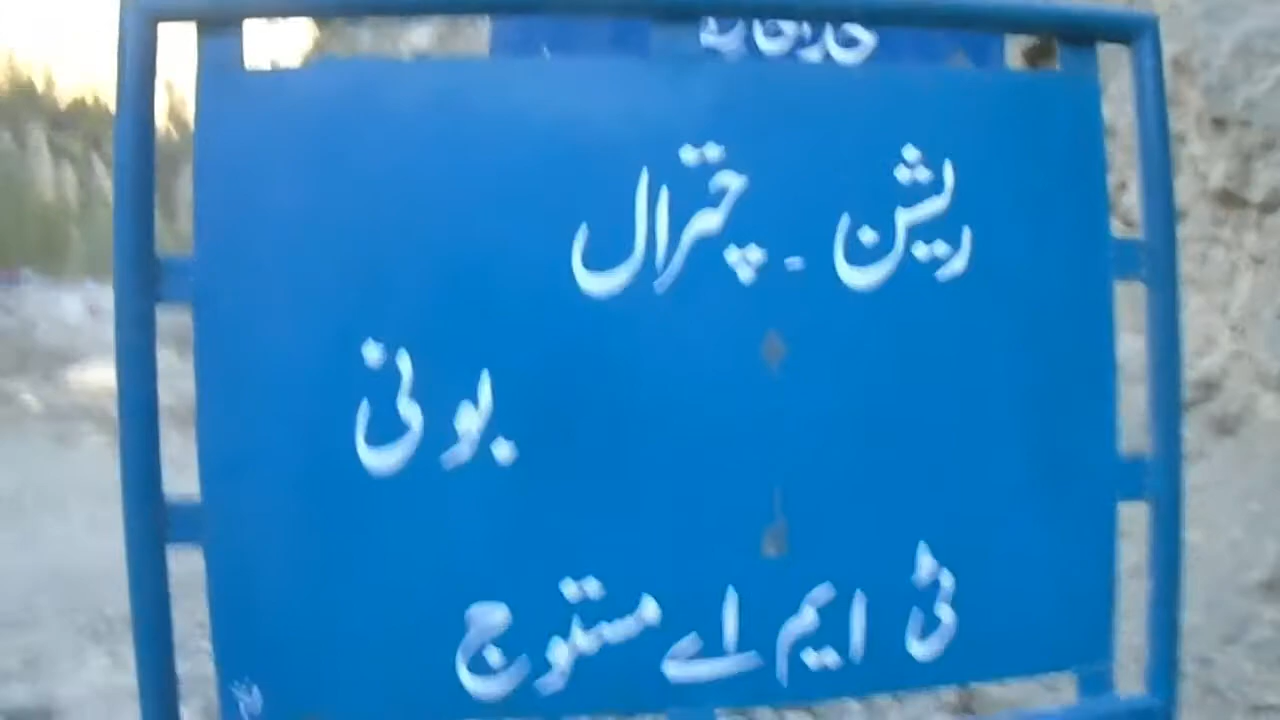 ریشن - چترال
بونی
ٹی ایم اے مستوج